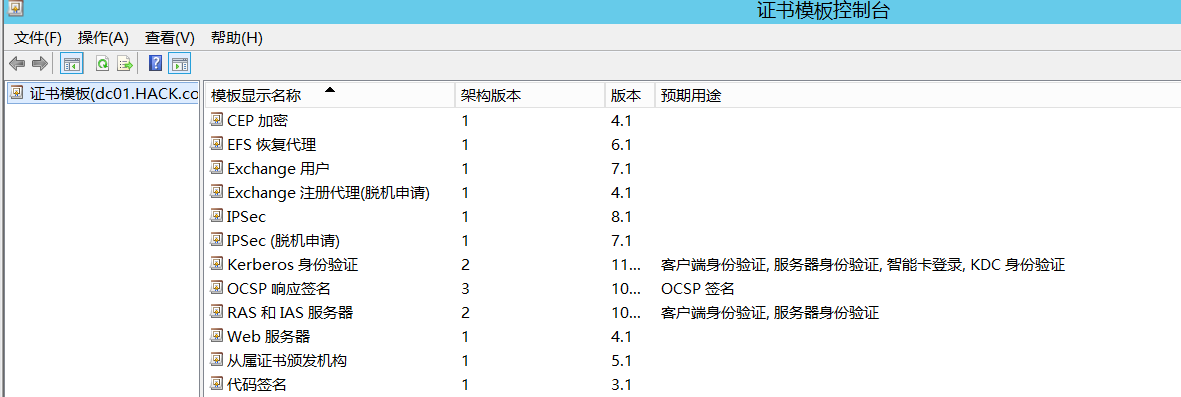 证书模板控制台
文件(F) 操作(A) 查看(V) 帮助(H)
证书模板(dc01.HACK.co
模板显示名称 架构版本 版本 预期用途
CEP 加密 1 4.1
EFS 恢复代理 1 6.1
Exchange 用户 1 7.1
Exchange 注册代理(脱机申请) 1 4.1
IPSec 1 8.1
IPSec (脱机申请) 1 7.1
Kerberos 身份验证 2 11... 客户端身份验证, 服务器身份验证, 智能卡登录, KDC 身份验证
OCSP 响应签名 3 10... OCSP 签名
RAS 和 IAS 服务器 2 10... 客户端身份验证, 服务器身份验证
Web 服务器 1 4.1
从属证书颁发机构 1 5.1
代码签名 1 3.1